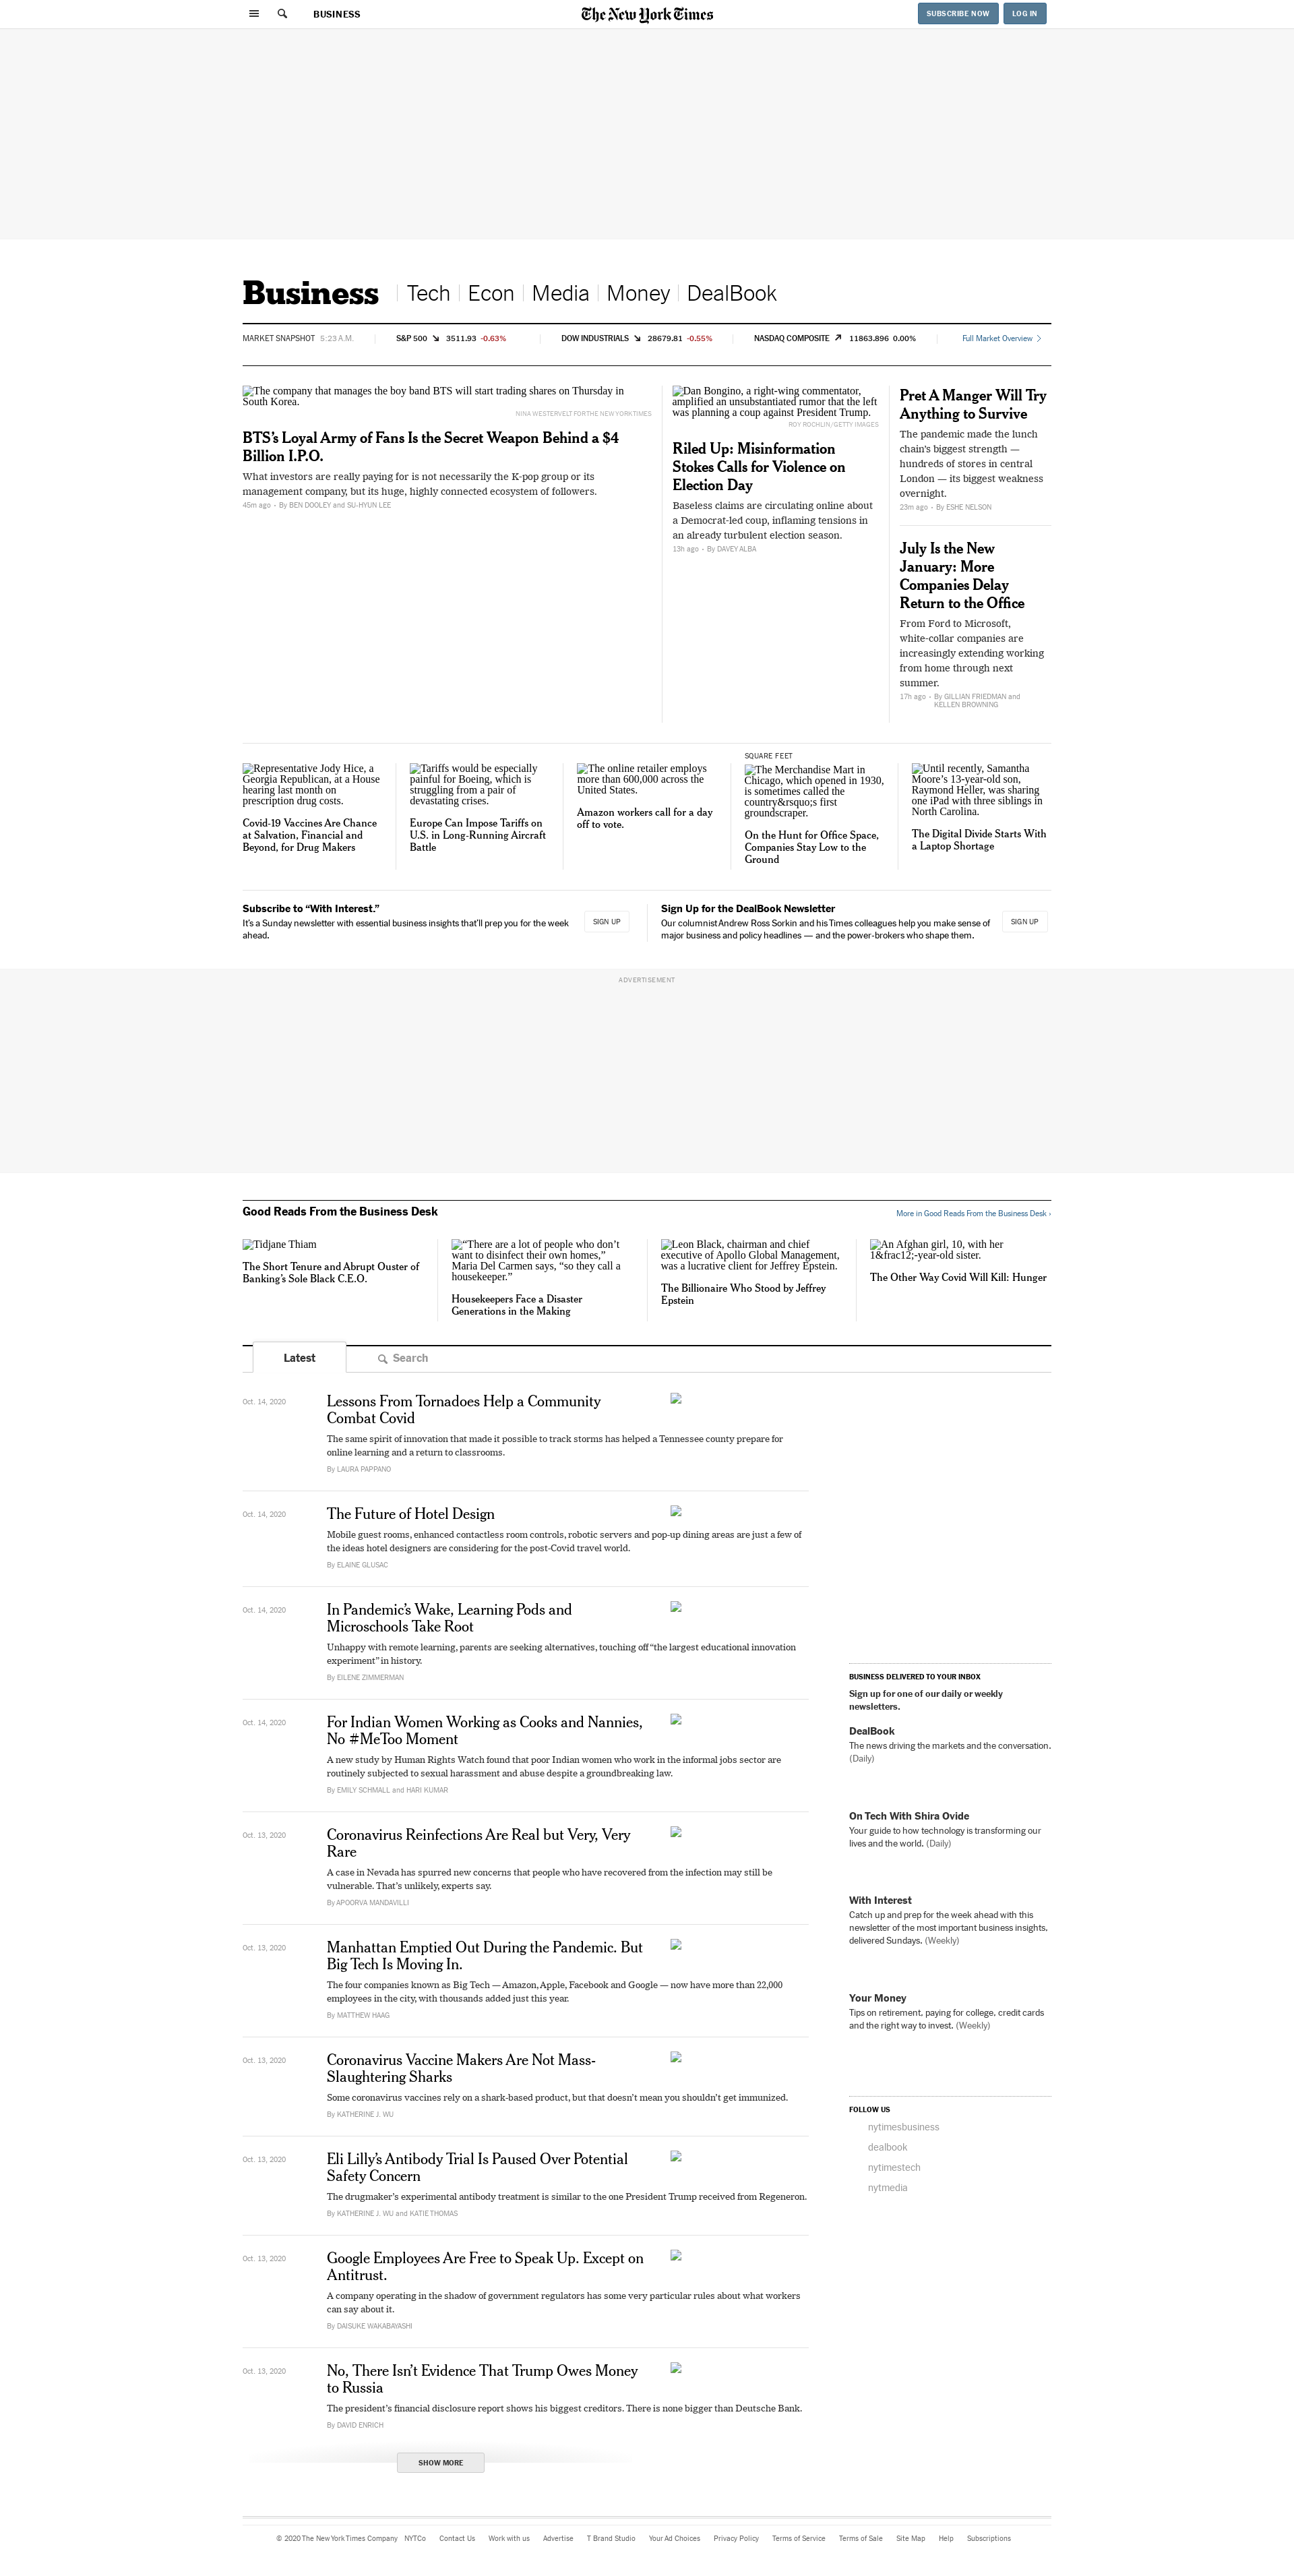 BUSINESS
The New York Times
SUBSCRIBE NOW
LOG IN
Business
Tech
Econ
Media
Money
DealBook
MARKET SNAPSHOT 5:23 A.M.
S&P 500 3511.93 -0.63%
DOW INDUSTRIALS 28679.81 -0.55%
NASDAQ COMPOSITE 11863.896 0.00%
Full Market Overview
The company that manages the boy band BTS will start trading shares on Thursday in
South Korea.
NINA WESTERVELT FOR THE NEW YORK TIMES
BTS’s Loyal Army of Fans Is the Secret Weapon Behind a $4
Billion I.P.O.
What investors are really paying for is not necessarily the K-pop group or its
management company, but its huge, highly connected ecosystem of followers.
45m ago • By BEN DOOLEY and SU-HYUN LEE
Dan Bongino, a right-wing commentator,
amplified an unsubstantiated rumor that the left
was planning a coup against President Trump.
ROY ROCHLIN/GETTY IMAGES
Riled Up: Misinformation
Stokes Calls for Violence on
Election Day
Baseless claims are circulating online about
a Democrat-led coup, inflaming tensions in
an already turbulent election season.
13h ago • By DAVEY ALBA
Pret A Manger Will Try
Anything to Survive
The pandemic made the lunch
chain’s biggest strength —
hundreds of stores in central
London — its biggest weakness
overnight.
23m ago • By ESHE NELSON
July Is the New
January: More
Companies Delay
Return to the Office
From Ford to Microsoft,
white-collar companies are
increasingly extending working
from home through next
summer.
17h ago • By GILLIAN FRIEDMAN and
KELLEN BROWNING
Representative Jody Hice, a
Georgia Republican, at a House
hearing last month on
prescription drug costs.
Covid-19 Vaccines Are Chance
at Salvation, Financial and
Beyond, for Drug Makers
Tariffs would be especially
painful for Boeing, which is
struggling from a pair of
devastating crises.
Europe Can Impose Tariffs on
U.S. in Long-Running Aircraft
Battle
The online retailer employs
more than 600,000 across the
United States.
Amazon workers call for a day
off to vote.
SQUARE FEET
The Merchandise Mart in
Chicago, which opened in 1930,
is sometimes called the
country&rsquo;s first
groundscraper.
On the Hunt for Office Space,
Companies Stay Low to the
Ground
Until recently, Samantha
Moore’s 13-year-old son,
Raymond Heller, was sharing
one iPad with three siblings in
North Carolina.
The Digital Divide Starts With
a Laptop Shortage
Subscribe to “With Interest.”
It’s a Sunday newsletter with essential business insights that’ll prep you for the week
ahead.
SIGN UP
Sign Up for the DealBook Newsletter
Our columnist Andrew Ross Sorkin and his Times colleagues help you make sense of
major business and policy headlines — and the power-brokers who shape them.
SIGN UP
ADVERTISEMENT
Good Reads From the Business Desk
More in Good Reads From the Business Desk ›
Tidjane Thiam
The Short Tenure and Abrupt Ouster of
Banking’s Sole Black C.E.O.
“There are a lot of people who don’t
want to disinfect their own homes,”
Maria Del Carmen says, “so they call a
housekeeper.”
Housekeepers Face a Disaster
Generations in the Making
Leon Black, chairman and chief
executive of Apollo Global Management,
was a lucrative client for Jeffrey Epstein.
The Billionaire Who Stood by Jeffrey
Epstein
An Afghan girl, 10, with her
1&frac12;-year-old sister.
The Other Way Covid Will Kill: Hunger
Latest
Search
Oct. 14, 2020
Lessons From Tornadoes Help a Community
Combat Covid
The same spirit of innovation that made it possible to track storms has helped a Tennessee county prepare for
online learning and a return to classrooms.
By LAURA PAPPANO
Oct. 14, 2020
The Future of Hotel Design
Mobile guest rooms, enhanced contactless room controls, robotic servers and pop-up dining areas are just a few of
the ideas hotel designers are considering for the post-Covid travel world.
By ELAINE GLUSAC
Oct. 14, 2020
In Pandemic’s Wake, Learning Pods and
Microschools Take Root
Unhappy with remote learning, parents are seeking alternatives, touching off “the largest educational innovation
experiment” in history.
By EILENE ZIMMERMAN
Oct. 14, 2020
For Indian Women Working as Cooks and Nannies,
No #MeToo Moment
A new study by Human Rights Watch found that poor Indian women who work in the informal jobs sector are
routinely subjected to sexual harassment and abuse despite a groundbreaking law.
By EMILY SCHMALL and HARI KUMAR
Oct. 13, 2020
Coronavirus Reinfections Are Real but Very, Very
Rare
A case in Nevada has spurred new concerns that people who have recovered from the infection may still be
vulnerable. That’s unlikely, experts say.
By APOORVA MANDAVILLI
Oct. 13, 2020
Manhattan Emptied Out During the Pandemic. But
Big Tech Is Moving In.
The four companies known as Big Tech — Amazon, Apple, Facebook and Google — now have more than 22,000
employees in the city, with thousands added just this year.
By MATTHEW HAAG
Oct. 13, 2020
Coronavirus Vaccine Makers Are Not Mass-
Slaughtering Sharks
Some coronavirus vaccines rely on a shark-based product, but that doesn’t mean you shouldn’t get immunized.
By KATHERINE J. WU
Oct. 13, 2020
Eli Lilly’s Antibody Trial Is Paused Over Potential
Safety Concern
The drugmaker’s experimental antibody treatment is similar to the one President Trump received from Regeneron.
By KATHERINE J. WU and KATIE THOMAS
Oct. 13, 2020
Google Employees Are Free to Speak Up. Except on
Antitrust.
A company operating in the shadow of government regulators has some very particular rules about what workers
can say about it.
By DAISUKE WAKABAYASHI
Oct. 13, 2020
No, There Isn’t Evidence That Trump Owes Money
to Russia
The president’s financial disclosure report shows his biggest creditors. There is none bigger than Deutsche Bank.
By DAVID ENRICH
SHOW MORE
BUSINESS DELIVERED TO YOUR INBOX
Sign up for one of our daily or weekly
newsletters.
DealBook
The news driving the markets and the conversation.
(Daily)
On Tech With Shira Ovide
Your guide to how technology is transforming our
lives and the world. (Daily)
With Interest
Catch up and prep for the week ahead with this
newsletter of the most important business insights,
delivered Sundays. (Weekly)
Your Money
Tips on retirement, paying for college, credit cards
and the right way to invest. (Weekly)
FOLLOW US
nytimesbusiness
dealbook
nytimestech
nytmedia
© 2020 The New York Times Company NYTCo Contact Us Work with us Advertise T Brand Studio Your Ad Choices Privacy Policy Terms of Service Terms of Sale Site Map Help Subscriptions